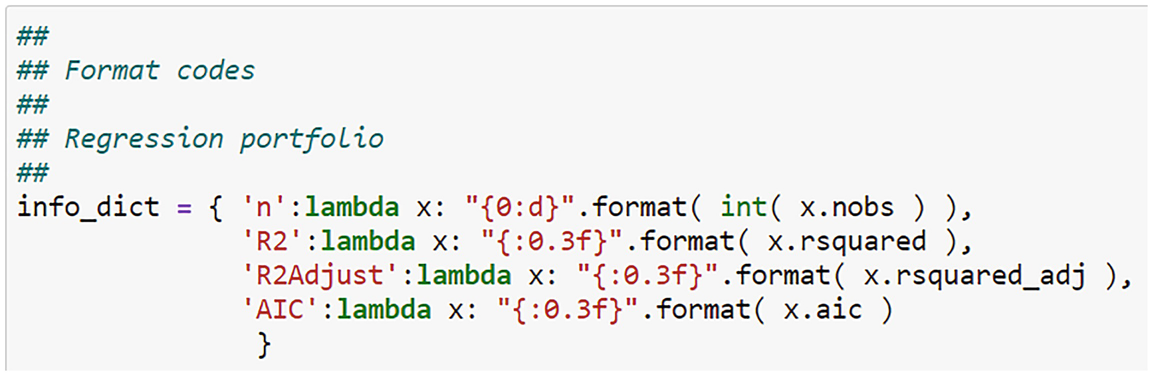 ##
## Format codes
##
## Regression portfolio
##
info_dict = { 'n':lambda x: "{0:d}".format( int( x.nobs ) ),
'R2':lambda x: "{:0.3f}".format( x.rsquared ),
'R2Adjust':lambda x: "{:0.3f}".format( x.rsquared_adj ),
'AIC':lambda x: "{:0.3f}".format( x.aic )
}